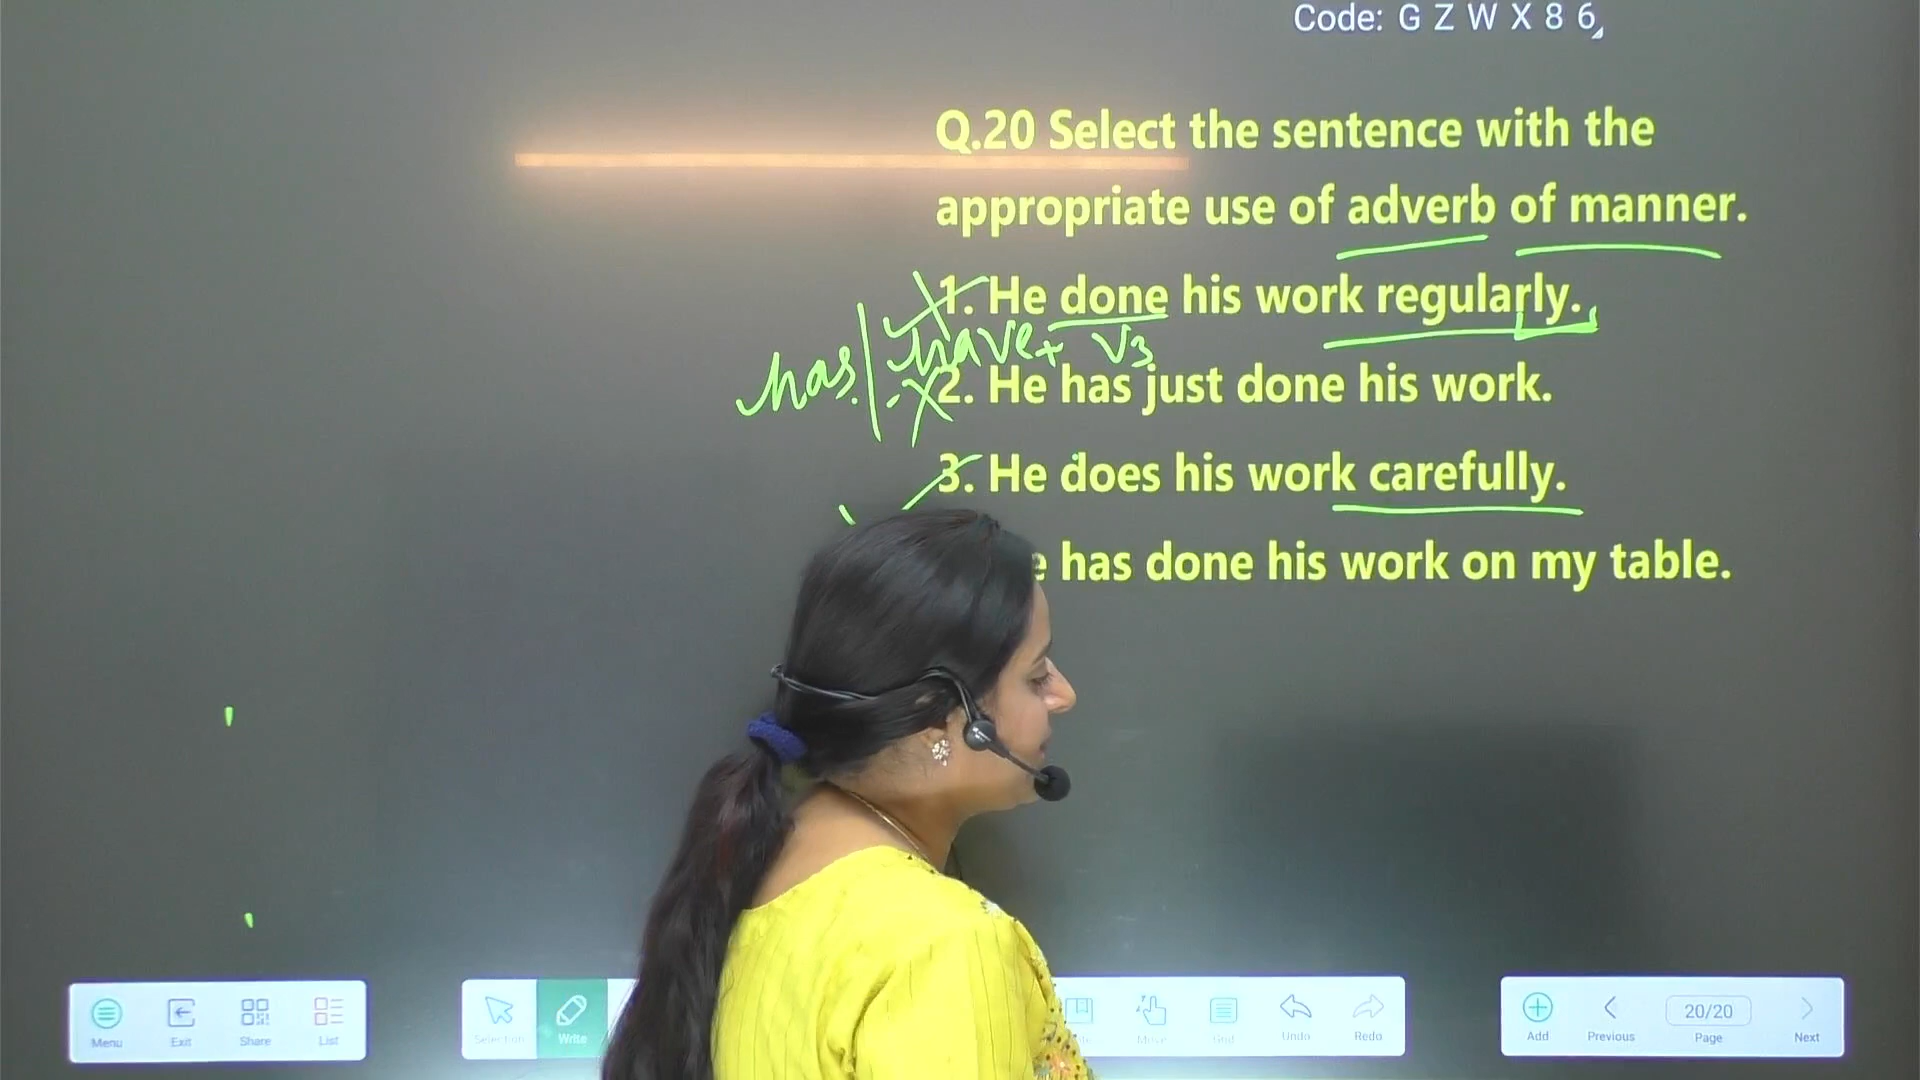 Code: G Z W X 8 6
Q.20 Select the sentence with the
appropriate use of adverb of manner.
1. He done his work regularly.
has. | have + V3
2. He has just done his work.
3. He does his work carefully.
has done his work on my table.
Menu Exit Share List
Selection Write Move Grid Undo Redo
Add Previous 20/20 Page Next